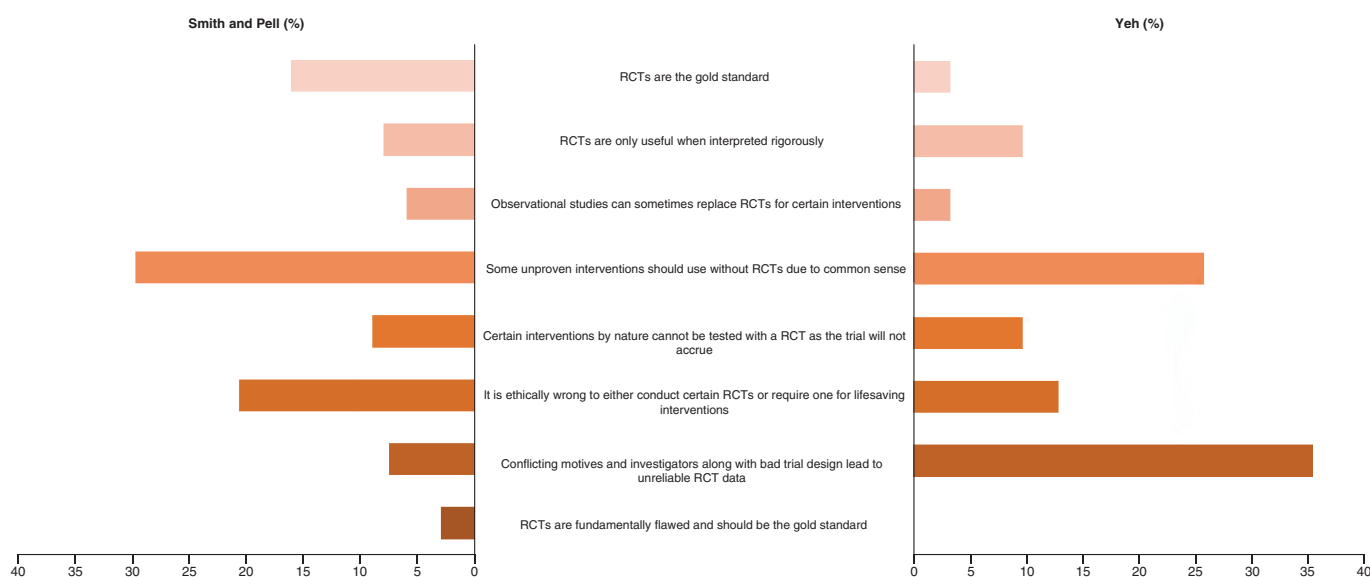 Smith and Pell (%)
Yeh (%)
RCTs are the gold standard
RCTs are only useful when interpreted rigorously
Observational studies can sometimes replace RCTs for certain interventions
Some unproven interventions should use without RCTs due to common sense
Certain interventions by nature cannot be tested with a RCT as the trial will not
accrue
It is ethically wrong to either conduct certain RCTs or require one for lifesaving
interventions
Conflicting motives and investigators along with bad trial design lead to
unreliable RCT data
RCTs are fundamentally flawed and should be the gold standard
40 35 30 25 20 15 10 5 0
0 5 10 15 20 25 30 35 40